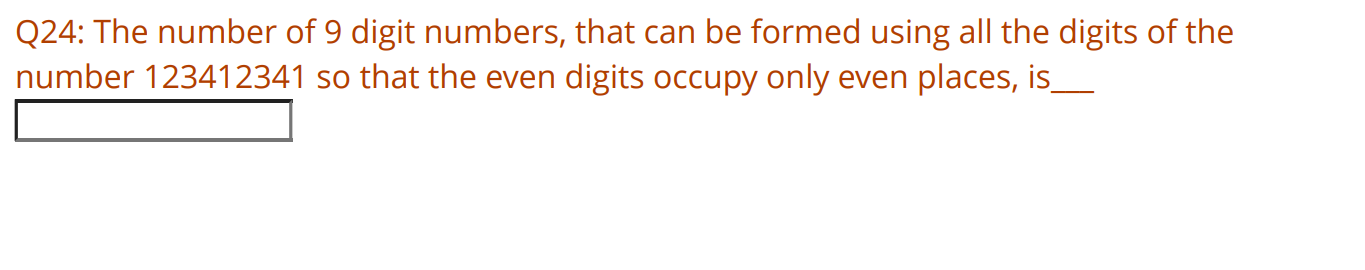 Q24: The number of 9 digit numbers, that can be formed using all the digits of the
number 123412341 so that the even digits occupy only even places, is___